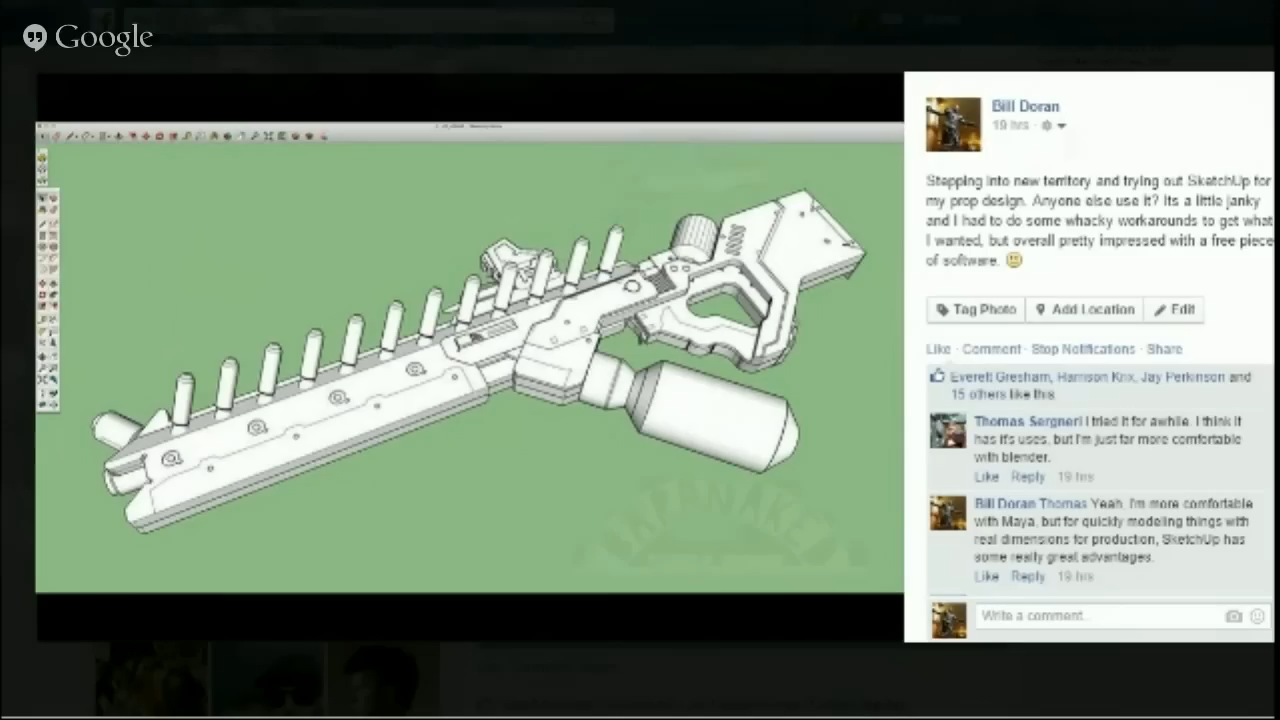 Google
Bill Doran
19 hrs
Stepping into new territory and trying out SketchUp for
my prop design. Anyone else use it? Its a little janky
and I had to do some whacky workarounds to get what
I wanted, but overall pretty impressed with a free piece
of software.
Tag Photo Add Location Edit
Like · Comment · Stop Notifications · Share
Everett Gresham, Harrison Krix, Jay Perkinson and
15 others like this.
Thomas Sergneri I tried it for awhile. I think it
has it's uses, but I'm just far more comfortable
with blender.
Like Reply 19 hrs
Bill Doran Thomas Yeah, I'm more comfortable
with Maya, but for quickly modeling things with
real dimensions for production, SketchUp has
some really great advantages.
Like Reply 19 hrs
Write a comment...